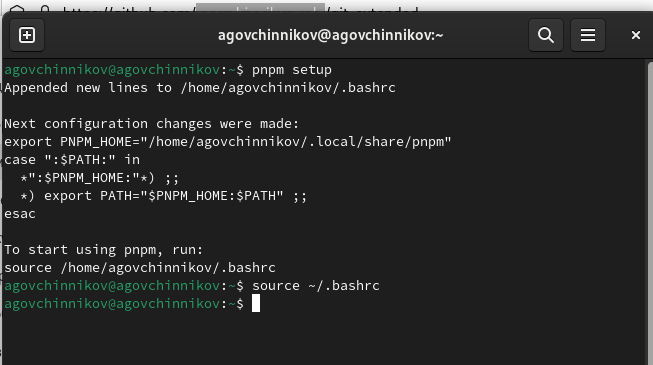 agovchinnikov@agovchinnikov:~
agovchinnikov@agovchinnikov:~$ pnpm setup
Appended new lines to /home/agovchinnikov/.bashrc
Next configuration changes were made:
export PNPM_HOME="/home/agovchinnikov/.local/share/pnpm"
case ":$PATH:" in
  *":$PNPM_HOME:"*) ;;
  *) export PATH="$PNPM_HOME:$PATH" ;;
esac
To start using pnpm, run:
source /home/agovchinnikov/.bashrc
agovchinnikov@agovchinnikov:~$ source ~/.bashrc
agovchinnikov@agovchinnikov:~$